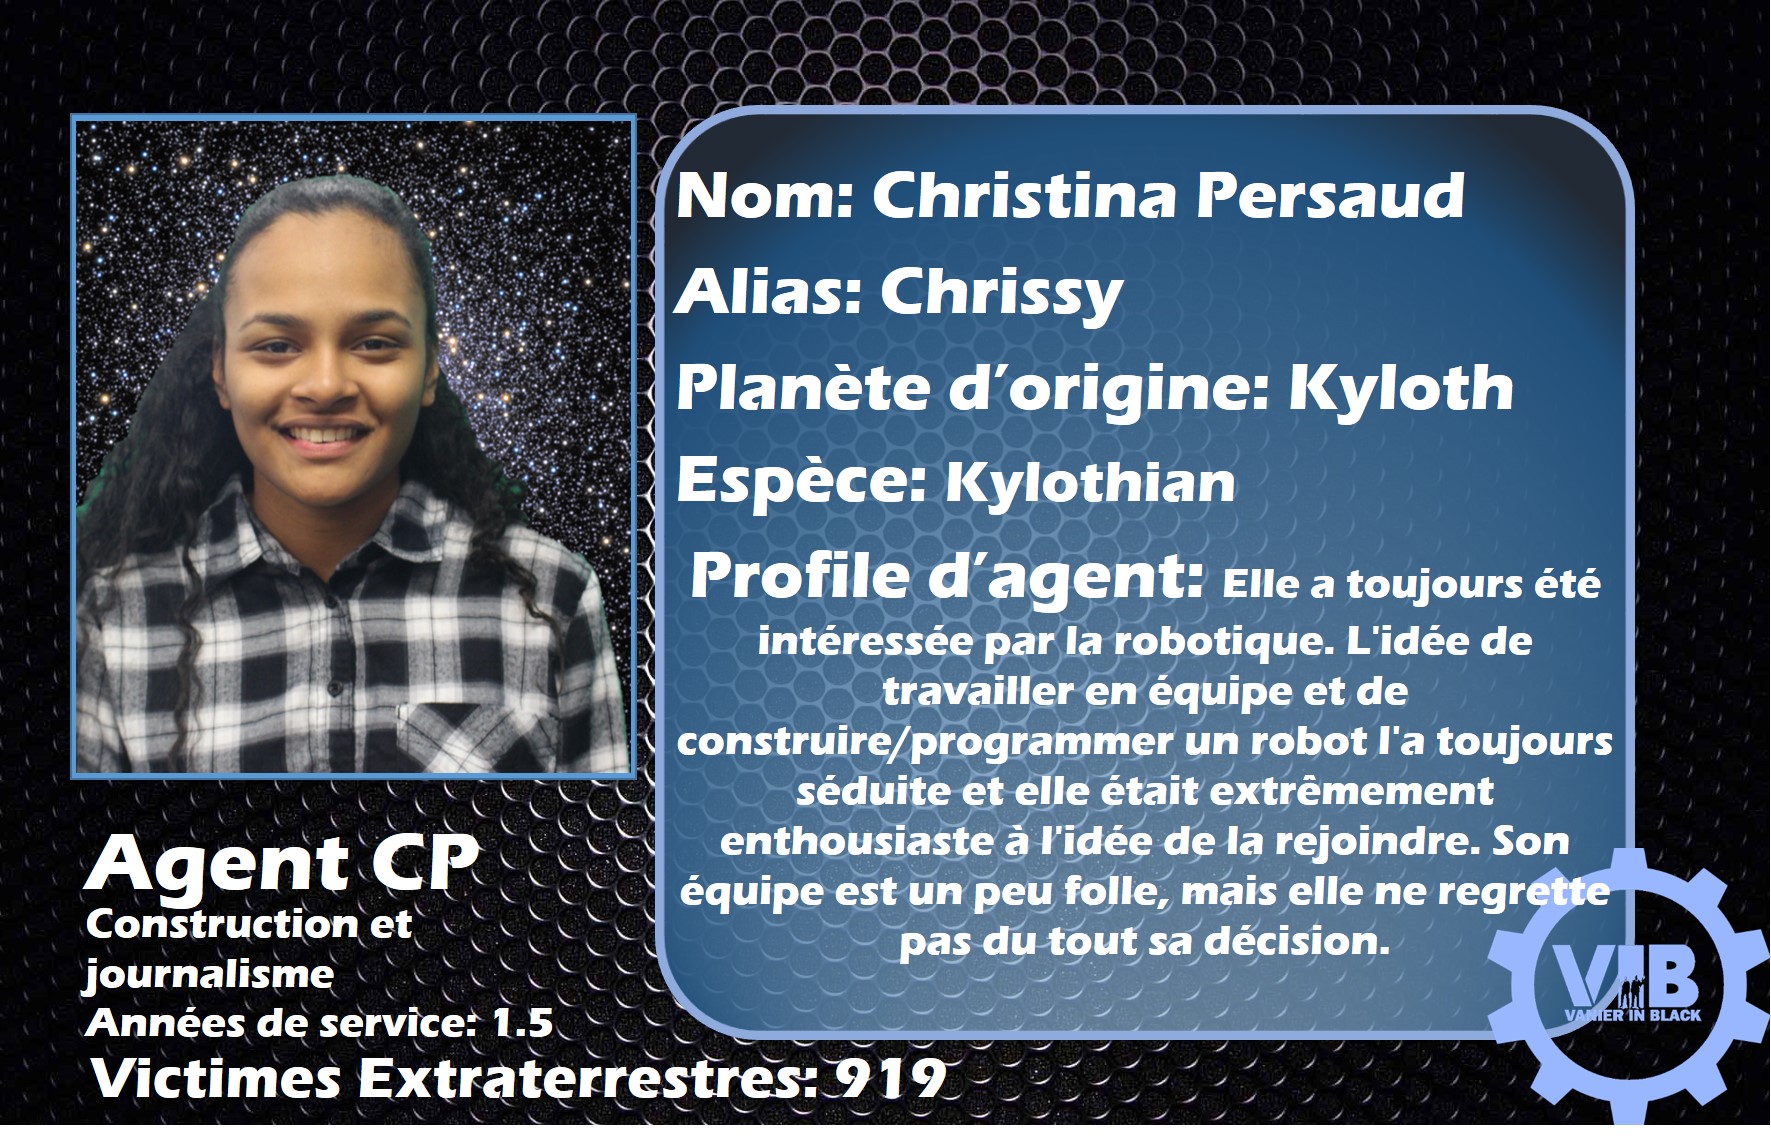 Nom: Christina Persaud
Alias: Chrissy
Planète d’origine: Kyloth
Espèce: Kylothian
Profile d’agent: Elle a toujours été
intéressée par la robotique. L'idée de
travailler en équipe et de
construire/programmer un robot l'a toujours
séduite et elle était extrêmement
enthousiaste à l'idée de la rejoindre. Son
équipe est un peu folle, mais elle ne regrette
pas du tout sa décision.
Agent CP
Construction et
journalisme
Années de service: 1.5
Victimes Extraterrestres: 919
VIB
VANIER IN BLACK